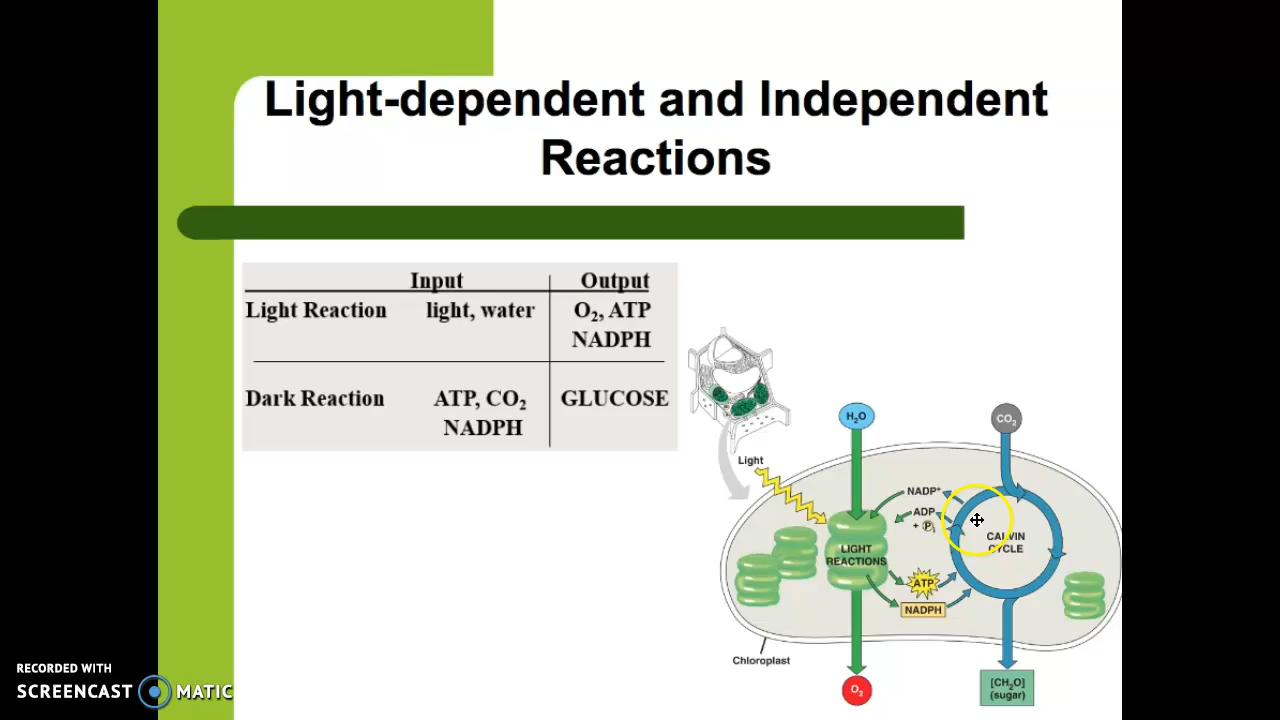 Light-dependent and Independent
Reactions
Input Output
Light Reaction light, water O₂, ATP
NADPH
Dark Reaction ATP, CO₂ GLUCOSE
NADPH
H₂O
CO₂
Light
NADP⁺
ADP
+ Pᵢ
LIGHT
REACTIONS
CALVIN
CYCLE
ATP
NADPH
Chloroplast
O₂
[CH₂O]
(sugar)
RECORDED WITH
SCREENCAST MATIC